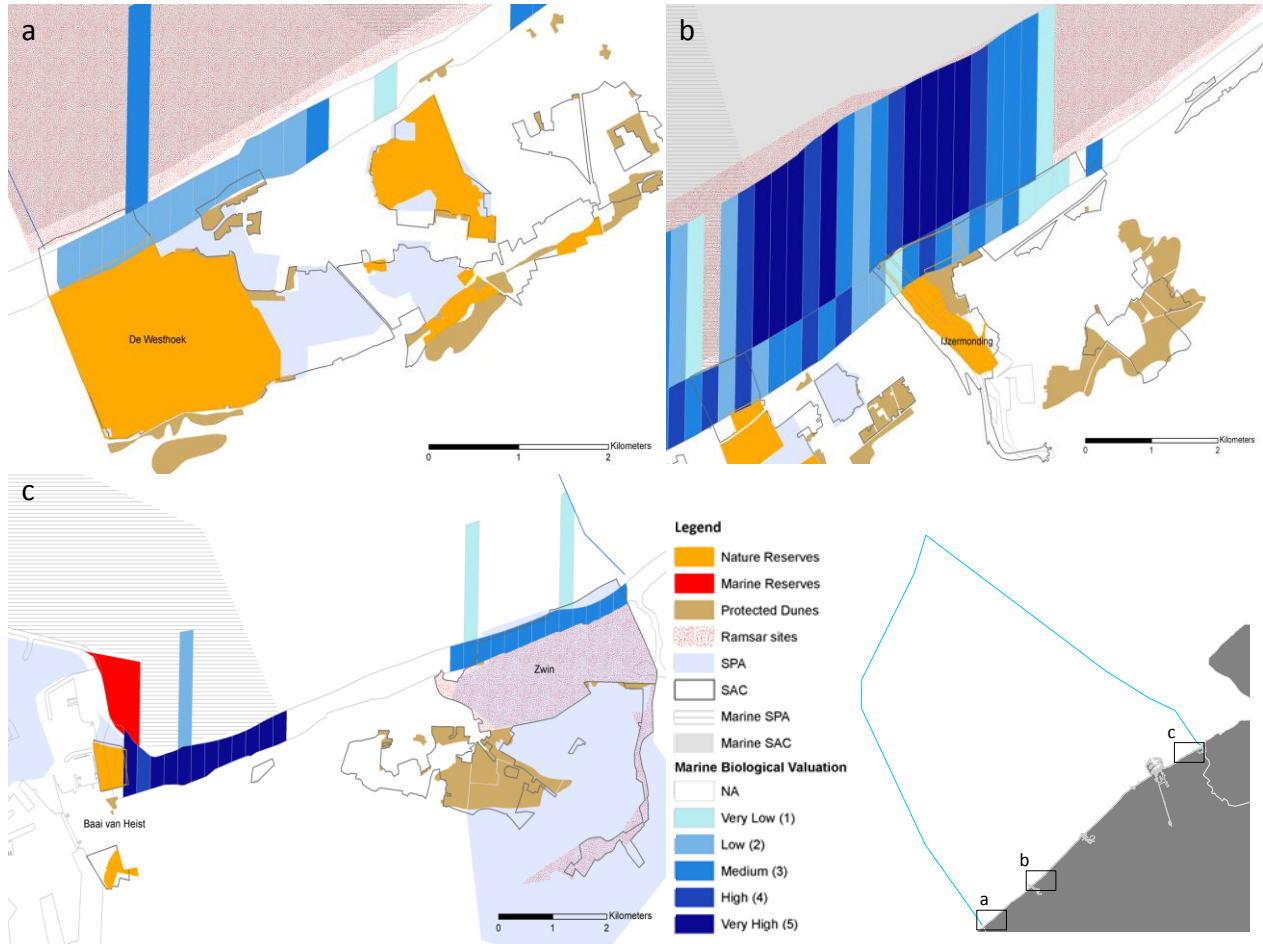 a
b
De Westhoek
IJzermonding
0 1 2
Kilometers
0 1 2
Kilometers
c
Zwin
Baai van Heist
0 1 2
Kilometers
Legend
Nature Reserves
Marine Reserves
Protected Dunes
Ramsar sites
SPA
SAC
Marine SPA
Marine SAC
Marine Biological Valuation
NA
Very Low (1)
Low (2)
Medium (3)
High (4)
Very High (5)
c
b
a